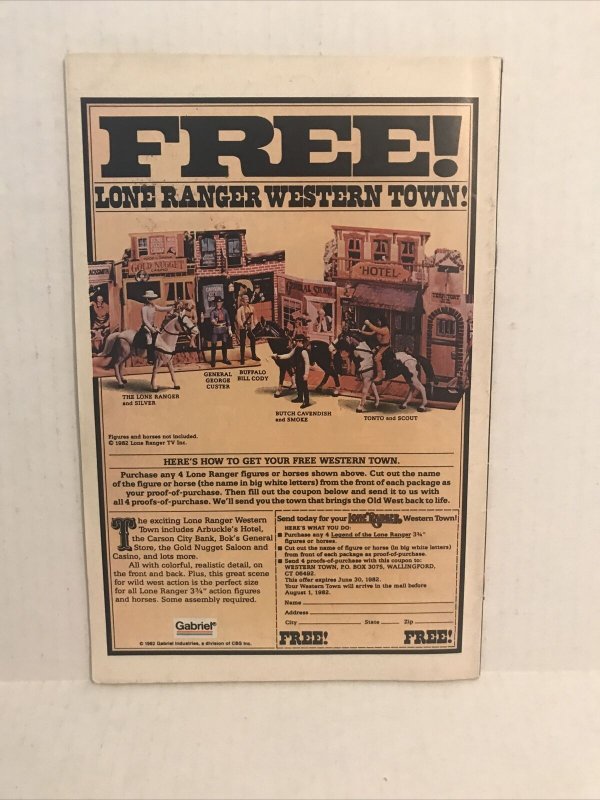 FREE!
LONE RANGER WESTERN TOWN!
GOLD NUGGET
HOTEL
GENERAL STORE
CARSON
THE LONE RANGER
and SILVER
GENERAL
GEORGE
CUSTER
BUFFALO
BILL CODY
BUTCH CAVENDISH
and SMOKE
TONTO and SCOUT
Figures and horses not included.
© 1982 Lone Ranger TV Inc.
HERE'S HOW TO GET YOUR FREE WESTERN TOWN.
Purchase any 4 Lone Ranger figures or horses shown above. Cut out the name
of the figure or horse (the name in big white letters) from the front of each package as
your proof-of-purchase. Then fill out the coupon below and send it to us with
all 4 proofs-of-purchase. We'll send you the town that brings the Old West back to life.
The exciting Lone Ranger Western
Town includes Arbuckle's Hotel,
the Carson City Bank, Bok's General
Store, the Gold Nugget Saloon and
Casino, and lots more.
All with colorful, realistic detail, on
the front and back. Plus, this great scene
for wild west action is the perfect size
for all Lone Ranger 3¾" action figures
and horses. Some assembly required.
Gabriel®
© 1982 Gabriel Industries, a division of CBS Inc.
Send today for your LONE RANGER Western Town!
HERE'S WHAT YOU DO:
■ Purchase any 4 Legend of the Lone Ranger 3¾"
figures or horses.
■ Cut out the name of figure or horse (in big white letters)
from front of each package as proof-of-purchase.
■ Send 4 proofs-of-purchase with this coupon to:
WESTERN TOWN, P.O. BOX 3075, WALLINGFORD,
CT 06492.
This offer expires June 30, 1982.
Your Western Town will arrive in the mail before
August 1, 1982.
Name
Address
City State Zip
FREE! FREE!